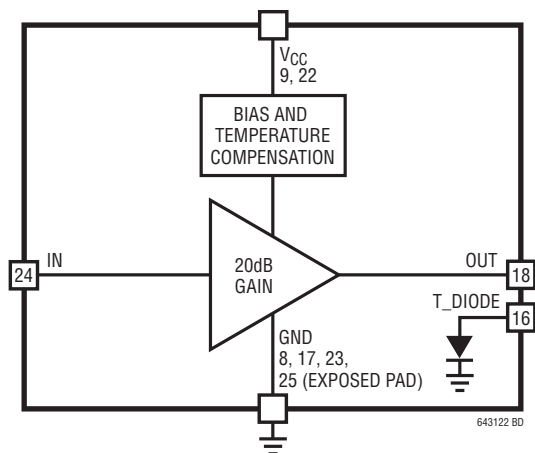 VCC
9, 22
BIAS AND
TEMPERATURE
COMPENSATION
24
IN
20dB
GAIN
OUT
18
T_DIODE
16
GND
8, 17, 23,
25 (EXPOSED PAD)
643122 BD